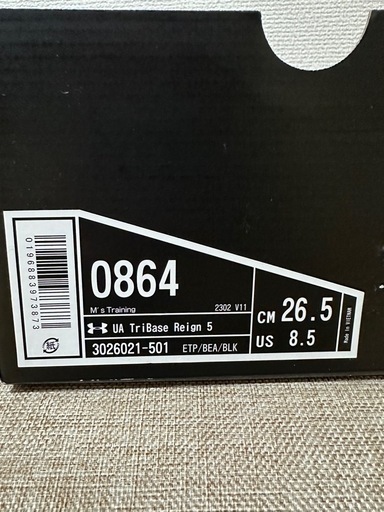 0196883973873
0864
M's Training 2302 V11
UA TriBase Reign 5
3026021-501 ETP/BEA/BLK
CM 26.5
US 8.5
Made in VIETNAM
紙